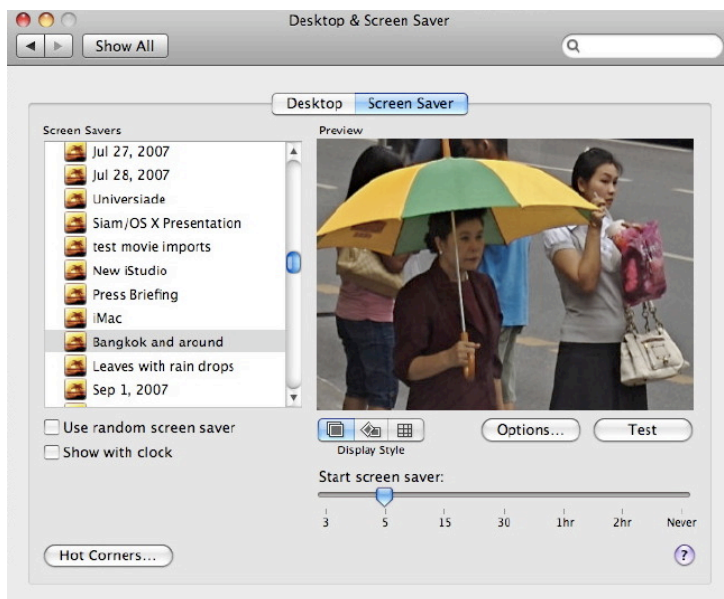 Desktop & Screen Saver
Show All
Desktop
Screen Saver
Screen Savers
Preview
Jul 27, 2007
Jul 28, 2007
Universiade
Siam/OS X Presentation
test movie imports
New iStudio
Press Briefing
iMac
Bangkok and around
Leaves with rain drops
Sep 1, 2007
Use random screen saver
Show with clock
Display Style
Options...
Test
Start screen saver:
3 5 15 30 1hr 2hr Never
Hot Corners...
?